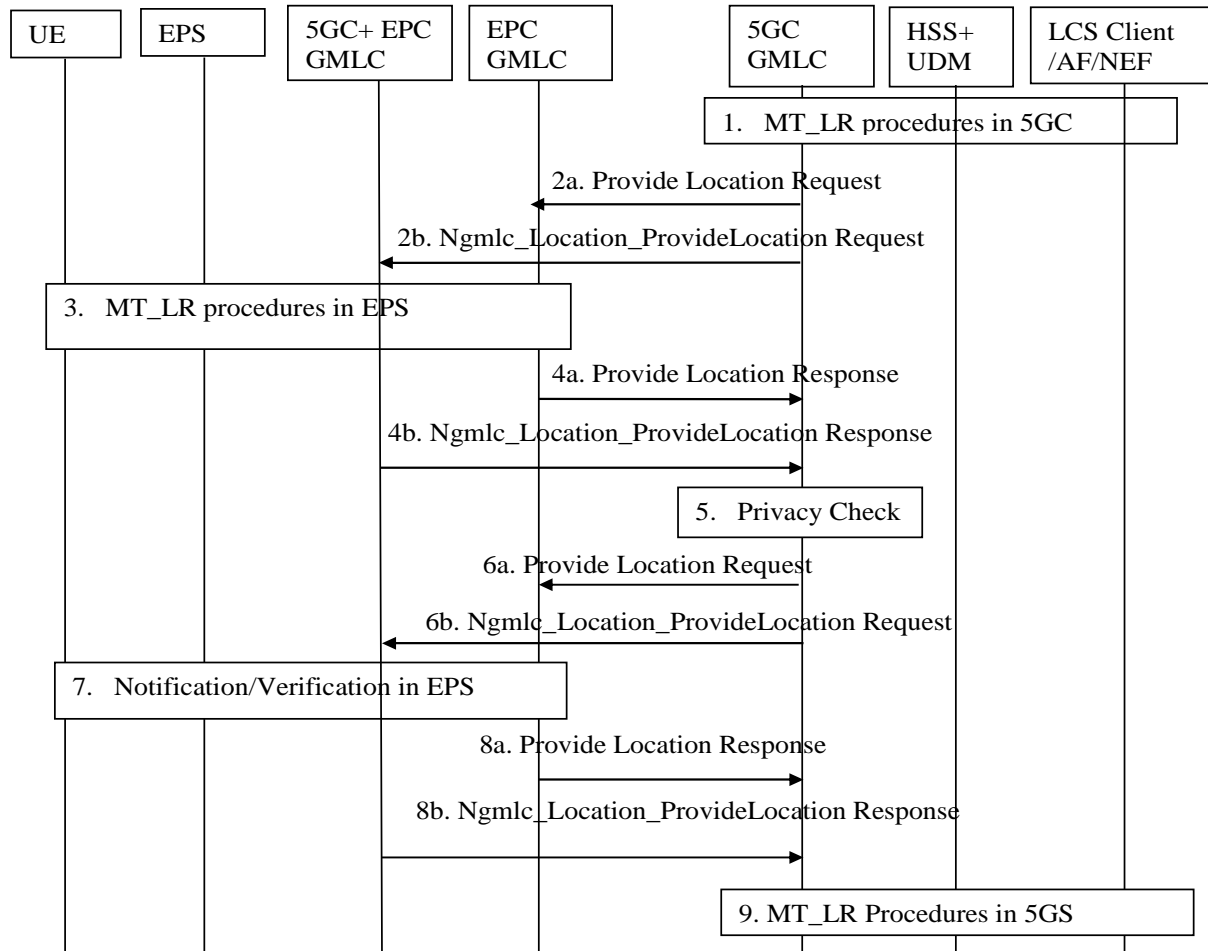 UE
EPS
5GC+ EPC
GMLC
EPC
GMLC
5GC
GMLC
HSS+
UDM
LCS Client
/AF/NEF
1. MT_LR procedures in 5GC
2a. Provide Location Request
2b. Ngmlc_Location_ProvideLocation Request
3. MT_LR procedures in EPS
4a. Provide Location Response
4b. Ngmlc_Location_ProvideLocation Response
5. Privacy Check
6a. Provide Location Request
6b. Ngmlc_Location_ProvideLocation Request
7. Notification/Verification in EPS
8a. Provide Location Response
8b. Ngmlc_Location_ProvideLocation Response
9. MT_LR Procedures in 5GS